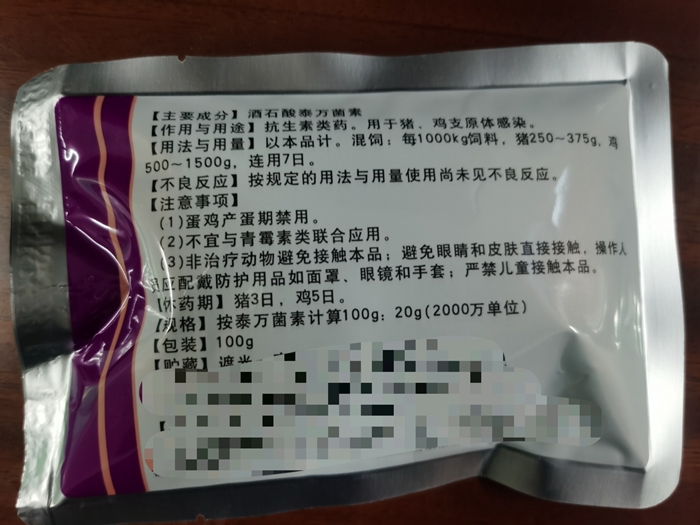 【主要成分】酒石酸泰万菌素
【作用与用途】抗生素类药。用于猪、鸡支原体感染。
【用法与用量】以本品计。混饲：每1000kg饲料，猪250～375g，鸡
500～1500g，连用7日。
【不良反应】按规定的用法与用量使用尚未见不良反应。
【注意事项】
(1)蛋鸡产蛋期禁用。
(2)不宜与青霉素类联合应用。
(3)非治疗动物避免接触本品；避免眼睛和皮肤直接接触，操作人
应配戴防护用品如面罩、眼镜和手套；严禁儿童接触本品。
【休药期】猪3日，鸡5日。
【规格】按泰万菌素计算100g：20g(2000万单位)
【包装】100g
【贮藏】遮光